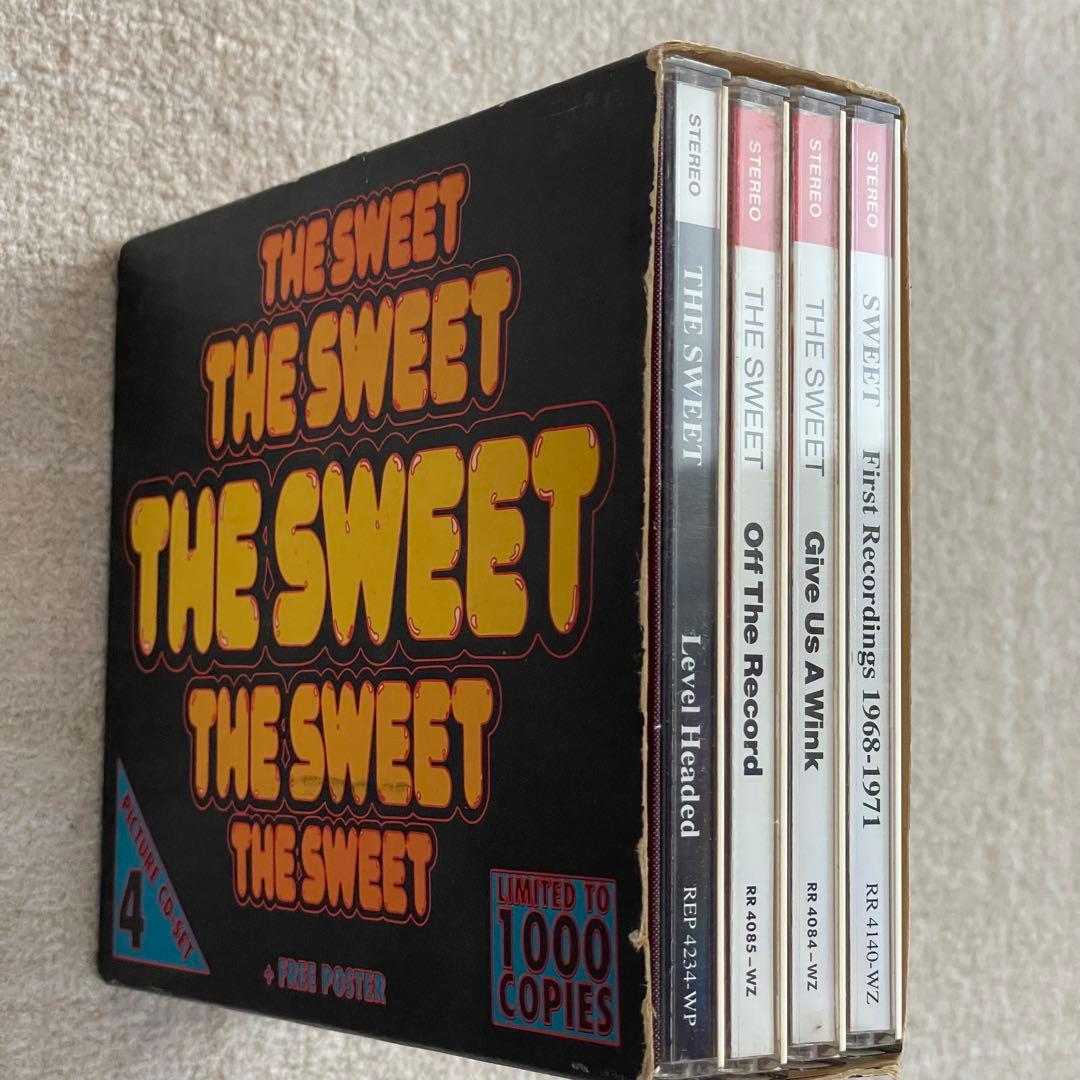 THE SWEET
THE SWEET
THE SWEET
THE SWEET
THE SWEET
4 PICTURE CD-SET
+ FREE POSTER
LIMITED TO
1000
COPIES
STEREO THE SWEET Level Headed REP 4234-WP
STEREO THE SWEET Off The Record RR 4085-WZ
STEREO THE SWEET Give Us A Wink RR 4084-WZ
STEREO SWEET First Recordings 1968-1971 RR 4140-WZ